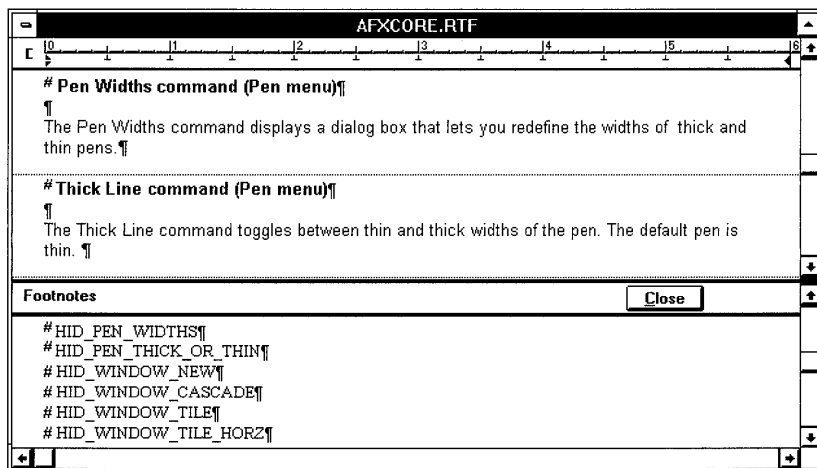 AFXCORE.RTF
[ 0 1 2 3 4 5 6
# Pen Widths command (Pen menu)¶
¶
The Pen Widths command displays a dialog box that lets you redefine the widths of thick and
thin pens.¶
# Thick Line command (Pen menu)¶
¶
The Thick Line command toggles between thin and thick widths of the pen. The default pen is
thin. ¶
Footnotes Close
# HID_PEN_WIDTHS¶
# HID_PEN_THICK_OR_THIN¶
# HID_WINDOW_NEW¶
# HID_WINDOW_CASCADE¶
# HID_WINDOW_TILE¶
# HID_WINDOW_TILE_HORZ¶